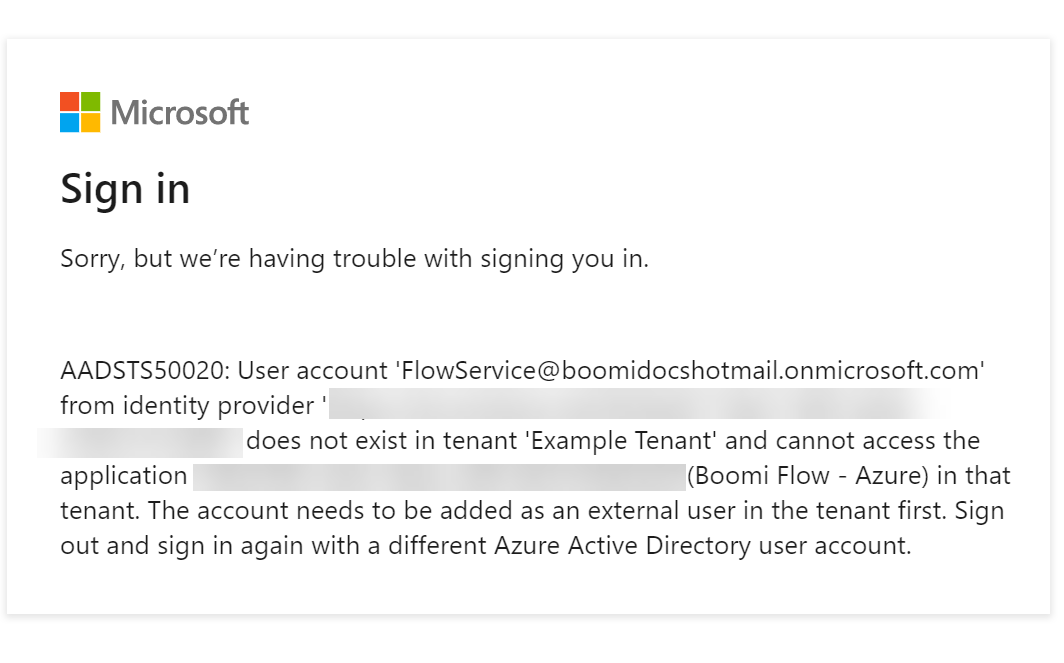 Microsoft
Sign in
Sorry, but we’re having trouble with signing you in.
AADSTS50020: User account 'FlowService@boomidocshotmail.onmicrosoft.com'
from identity provider '
does not exist in tenant 'Example Tenant' and cannot access the
application (Boomi Flow - Azure) in that
tenant. The account needs to be added as an external user in the tenant first. Sign
out and sign in again with a different Azure Active Directory user account.